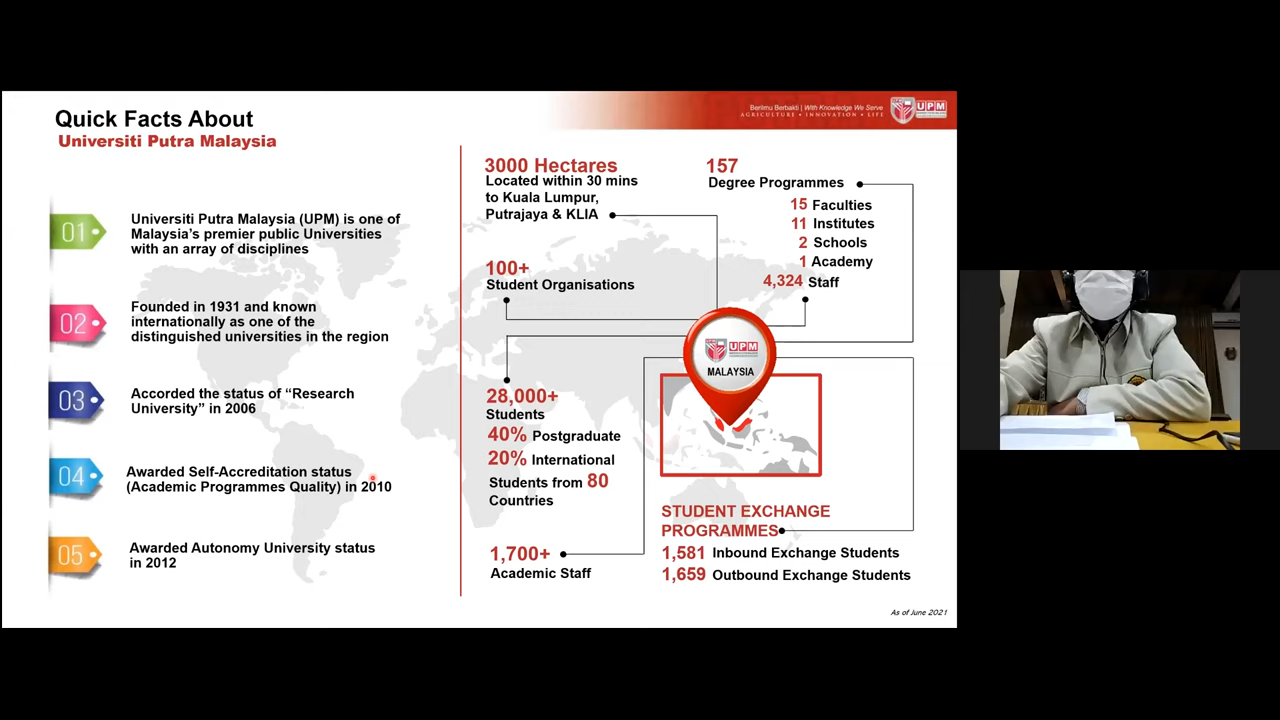 Quick Facts About
Universiti Putra Malaysia
Berilmu Berbakti | With Knowledge We Serve
AGRICULTURE • INNOVATION • LIFE
UPM
01
Universiti Putra Malaysia (UPM) is one of
Malaysia's premier public Universities
with an array of disciplines
02
Founded in 1931 and known
internationally as one of the
distinguished universities in the region
03
Accorded the status of “Research
University” in 2006
04
Awarded Self-Accreditation status
(Academic Programmes Quality) in 2010
05
Awarded Autonomy University status
in 2012
3000 Hectares
Located within 30 mins
to Kuala Lumpur,
Putrajaya & KLIA
157
Degree Programmes
15 Faculties
11 Institutes
2 Schools
1 Academy
4,324 Staff
100+
Student Organisations
UPM
MALAYSIA
28,000+
Students
40% Postgraduate
20% International
Students from 80
Countries
1,700+
Academic Staff
STUDENT EXCHANGE
PROGRAMMES
1,581 Inbound Exchange Students
1,659 Outbound Exchange Students
As of June 2021